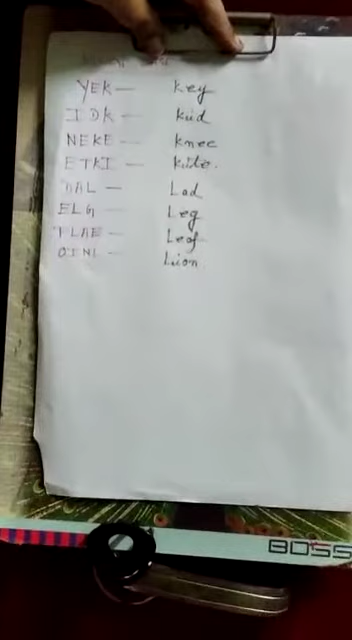 YEK — Key
IDK — Kid
NEKE — Knee
ETKI — Kite.
DAL — Lad
ELG — Leg
FLAE — Leaf
OINL — Lion
BOSS